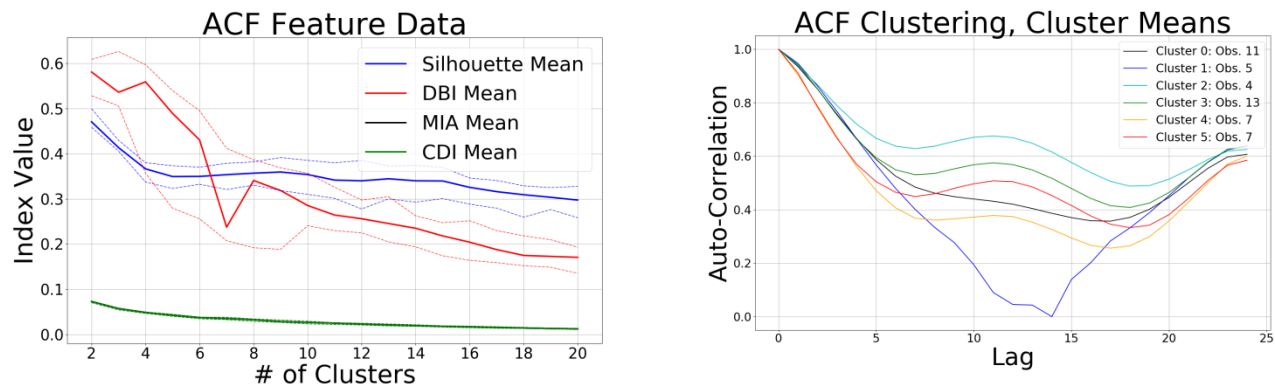 ACF Feature Data
Index Value
0.6
0.5
0.4
0.3
0.2
0.1
0.0
Silhouette Mean
DBI Mean
MIA Mean
CDI Mean
2 4 6 8 10 12 14 16 18 20
# of Clusters
ACF Clustering, Cluster Means
Auto-Correlation
1.0
0.8
0.6
0.4
0.2
0.0
Cluster 0: Obs. 11
Cluster 1: Obs. 5
Cluster 2: Obs. 4
Cluster 3: Obs. 13
Cluster 4: Obs. 7
Cluster 5: Obs. 7
0 5 10 15 20 25
Lag